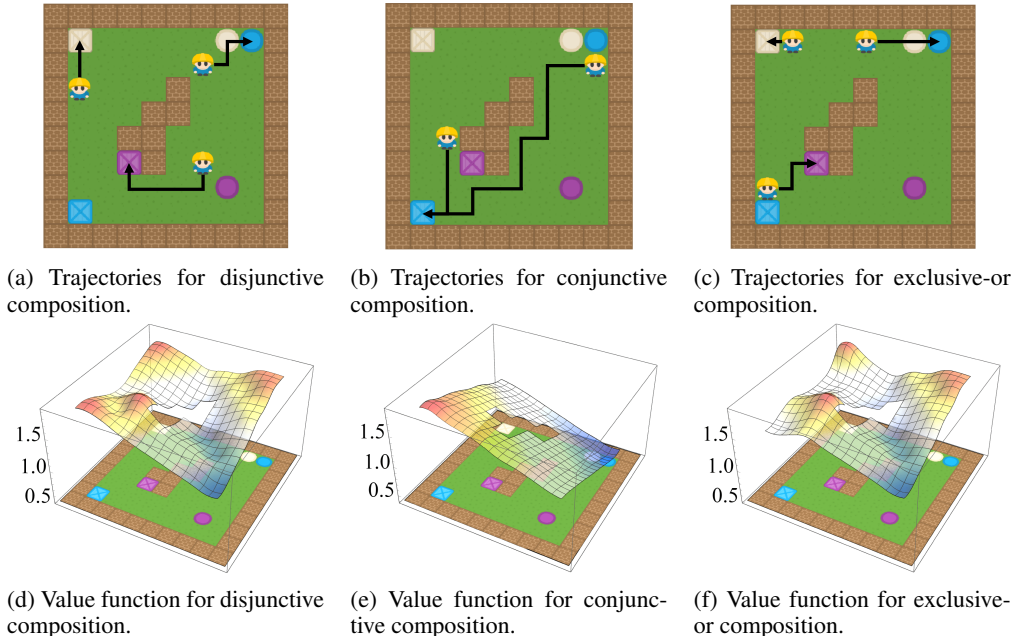 (a) Trajectories for disjunctive
composition.
(b) Trajectories for conjunctive
composition.
(c) Trajectories for exclusive-or
composition.
1.5
1.0
0.5
1.5
1.0
0.5
1.5
1.0
0.5
(d) Value function for disjunctive
composition.
(e) Value function for conjunc-
tive composition.
(f) Value function for exclusive-
or composition.